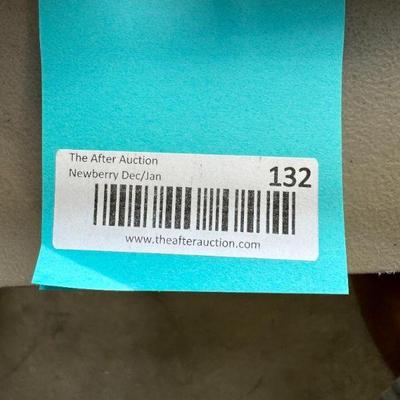 The After Auction
Newberry Dec/Jan
132
www.theafterauction.com